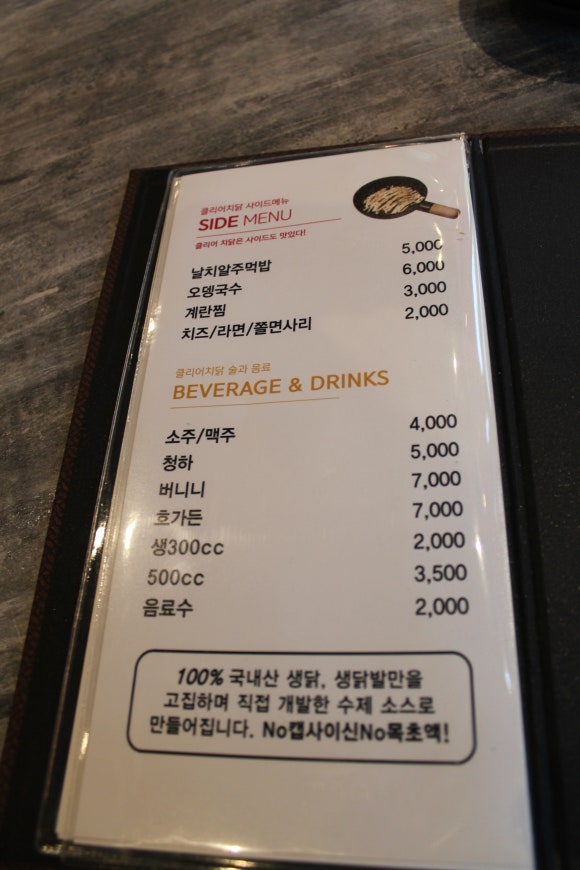 클리어치닭 사이드메뉴
SIDE MENU
클리어 치닭은 사이드도 맛있다!
날치알주먹밥 5,000
오뎅국수 6,000
계란찜 3,000
치즈/라면/쫄면사리 2,000
클리어치닭 술과 음료
BEVERAGE & DRINKS
소주/맥주 4,000
청하 5,000
버니니 7,000
호가든 7,000
생300cc 2,000
500cc 3,500
음료수 2,000
100% 국내산 생닭, 생닭발만을
고집하며 직접 개발한 수제 소스로
만들어집니다. No캡사이신No목초액!